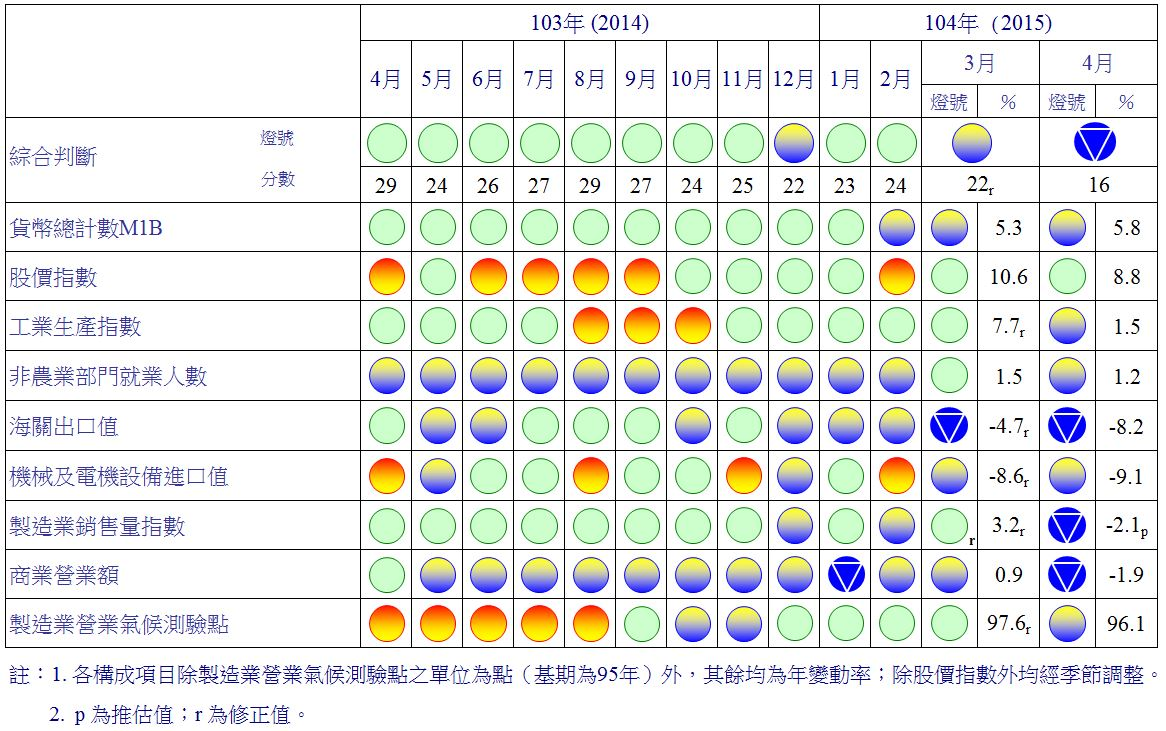 103年 (2014) 104年 (2015)
4月 5月 6月 7月 8月 9月 10月 11月 12月 1月 2月 3月 4月
燈號 % 燈號 %
綜合判斷 燈號
分數 29 24 26 27 29 27 24 25 22 23 24 22r 16
貨幣總計數M1B 5.3 5.8
股價指數 10.6 8.8
工業生產指數 7.7r 1.5
非農業部門就業人數 1.5 1.2
海關出口值 -4.7r -8.2
機械及電機設備進口值 -8.6r -9.1
製造業銷售量指數 r 3.2r -2.1p
商業營業額 0.9 -1.9
製造業營業氣候測驗點 97.6r 96.1
註：1. 各構成項目除製造業營業氣候測驗點之單位為點（基期為95年）外，其餘均為年變動率；除股價指數外均經季節調整。
2. p 為推估值；r 為修正值。